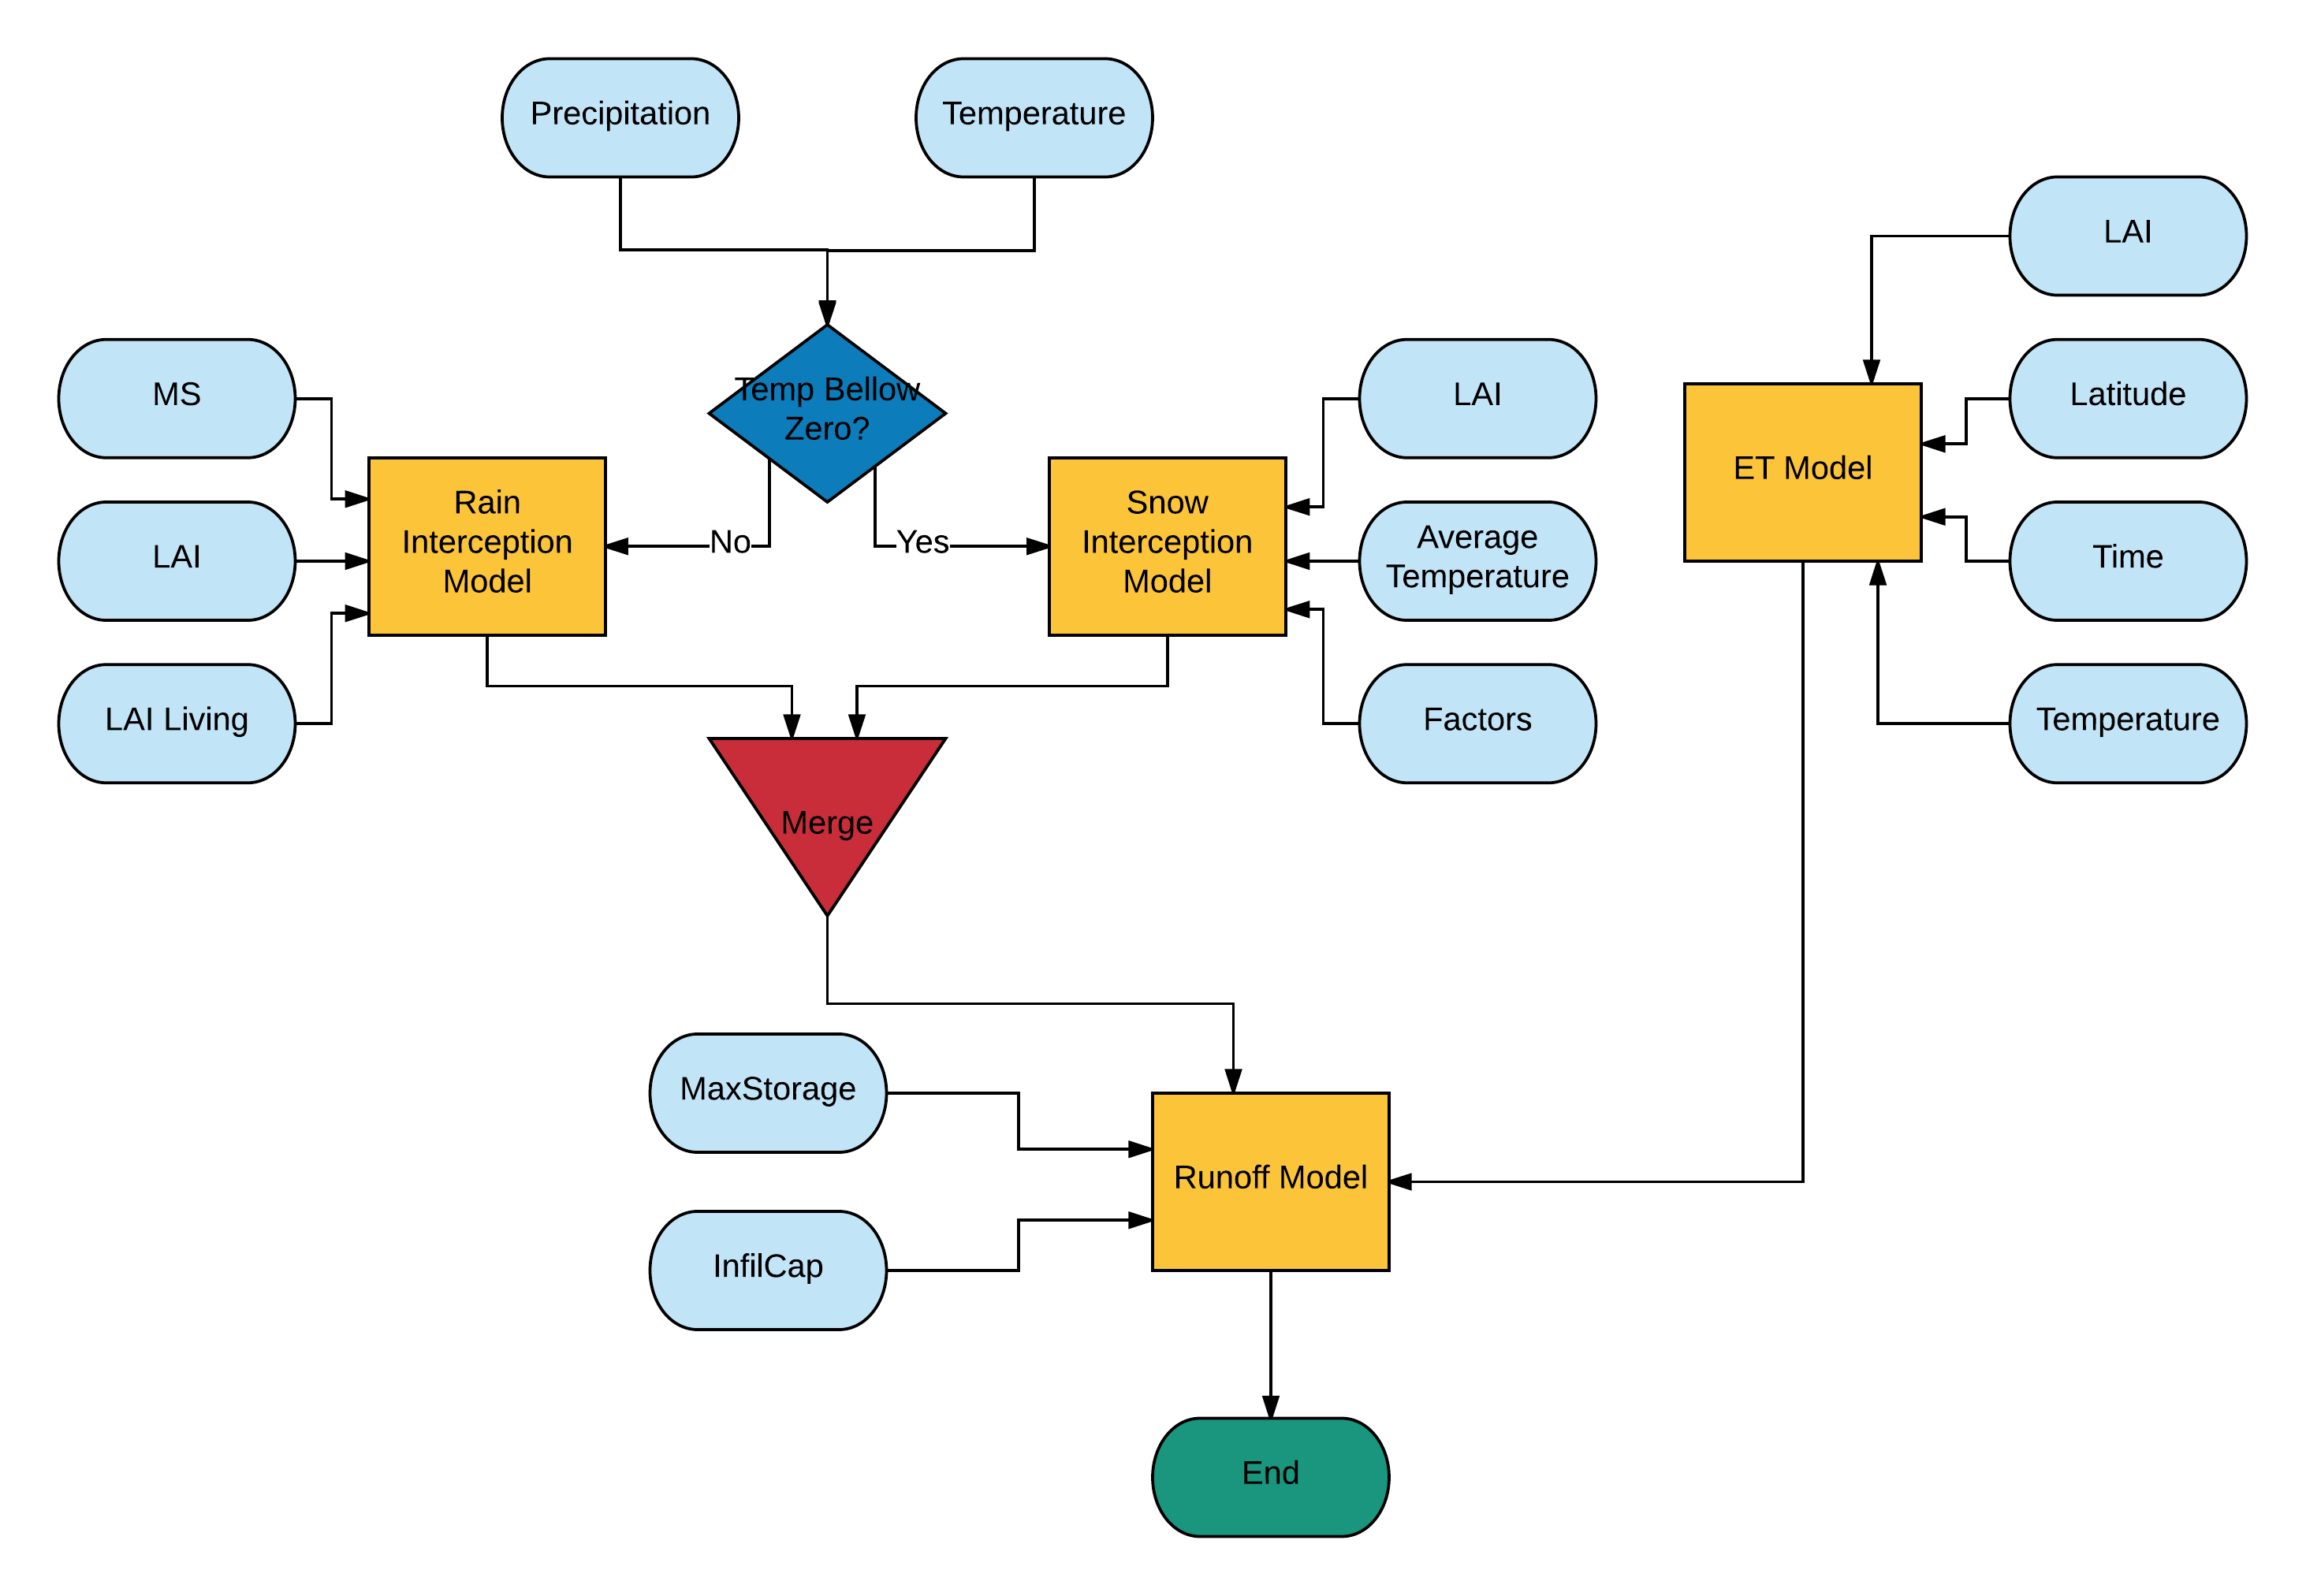 Precipitation
Temperature
LAI
MS
Temp Bellow
Zero?
LAI
Latitude
Rain
Interception
Model
No
Yes
Snow
Interception
Model
ET Model
LAI
Average
Temperature
Time
LAI Living
Factors
Temperature
Merge
MaxStorage
Runoff Model
InfilCap
End